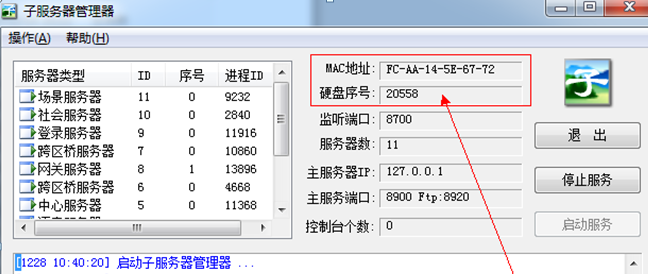 子服务器管理器
操作(A) 帮助(H)
服务器类型 ID 序号 进程ID
场景服务器 11 0 9232
社会服务器 10 0 2840
登录服务器 9 0 11916
跨区桥服务器 7 0 10860
网关服务器 8 1 13896
跨区桥服务器 6 0 4668
中心服务器 5 0 11368
MAC地址: FC-AA-14-5E-67-72
硬盘序号: 20558
监听端口: 8700
服务器数: 11
主服务器IP: 127.0.0.1
主服务端口: 8900 Ftp:8920
控制台个数: 0
子
退 出
停止服务
启动服务
[1228 10:40:20] 启动子服务器管理器 ...